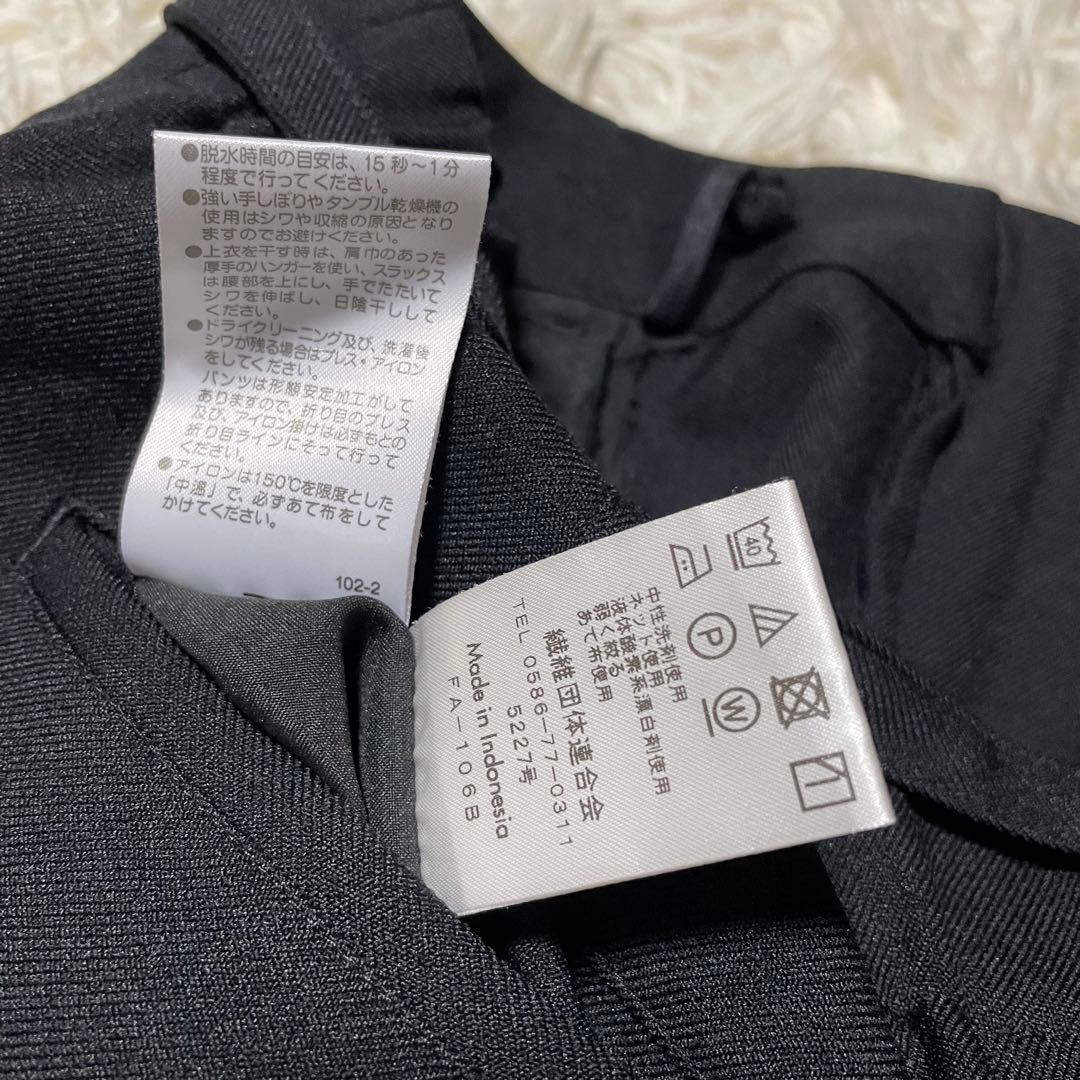 ●脱水時間の目安は、15秒〜1分
程度で行ってください。
●強い手しぼりやタンブル乾燥機の
使用はシワや収縮の原因となり
ますのでお避けください。
●上衣を干す時は、肩巾のあった
厚手のハンガーを使い、スラックス
は腰部を上にし、手でたたいて
シワを伸ばし、日陰干しして
ください。
●ドライクリーニング及び、洗濯後
シワが残る場合はプレス・アイロン
をしてください。
パンツは形態安定加工がして
ありますので、折り目のプレス
及び、アイロン掛けは必ずもとの
折り目ラインにそって行って
ください。
●アイロンは150℃を限度とした
「中温」で、必ずあて布をして
かけてください。
102-2
40
P
W
中性洗剤使用
ネット使用
液体酸素系漂白剤使用
弱く絞る
あて布使用
繊維団体連合会
TEL 0586-77-0311
5227号
Made in Indonesia
FA-106B